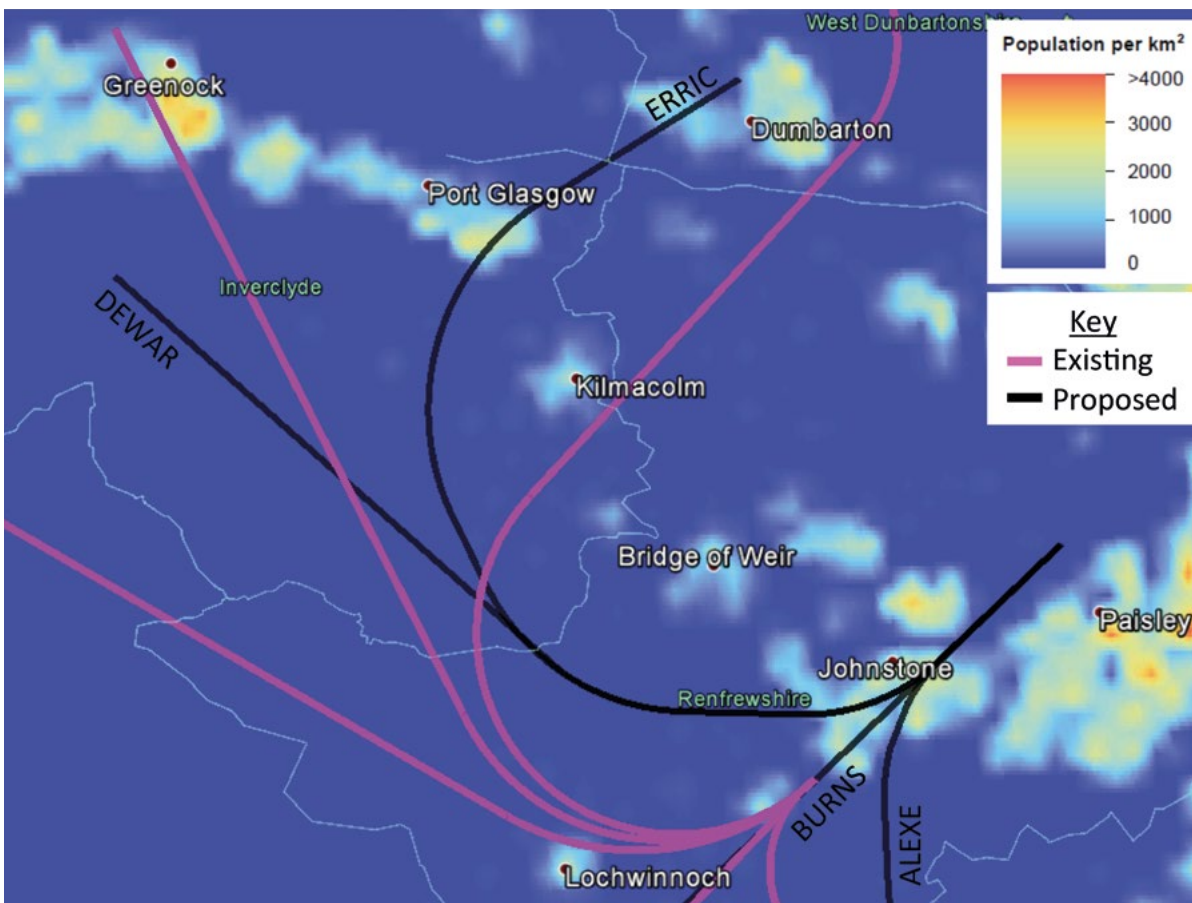 West Dunbartonshire
Population per km²
>4000
3000
2000
1000
0
Greenock
ERRIC
Dumbarton
Port Glasgow
Inverclyde
DEWAR
Key
Existing
Proposed
Kilmacolm
Bridge of Weir
Paisley
Johnstone
Renfrewshire
BURNS
ALEXE
Lochwinnoch